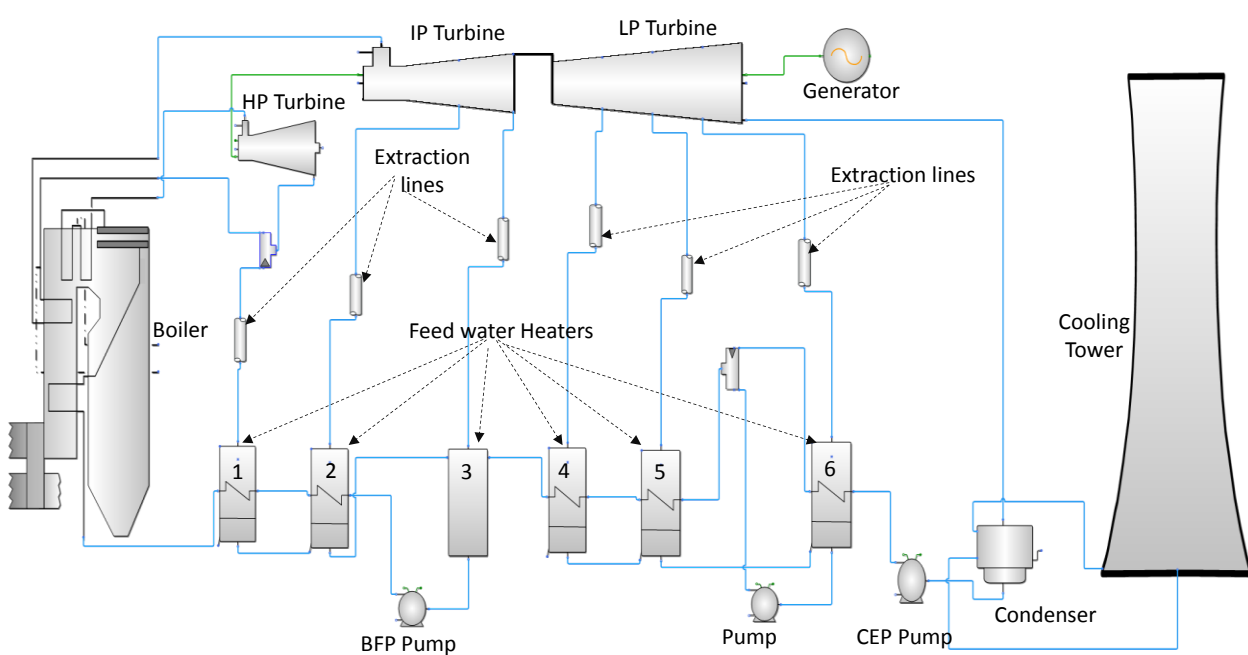 IP Turbine
LP Turbine
Generator
HP Turbine
Extraction
lines
Extraction lines
Boiler
Feed water Heaters
Cooling
Tower
1
2
3
4
5
6
BFP Pump
Pump
CEP Pump
Condenser